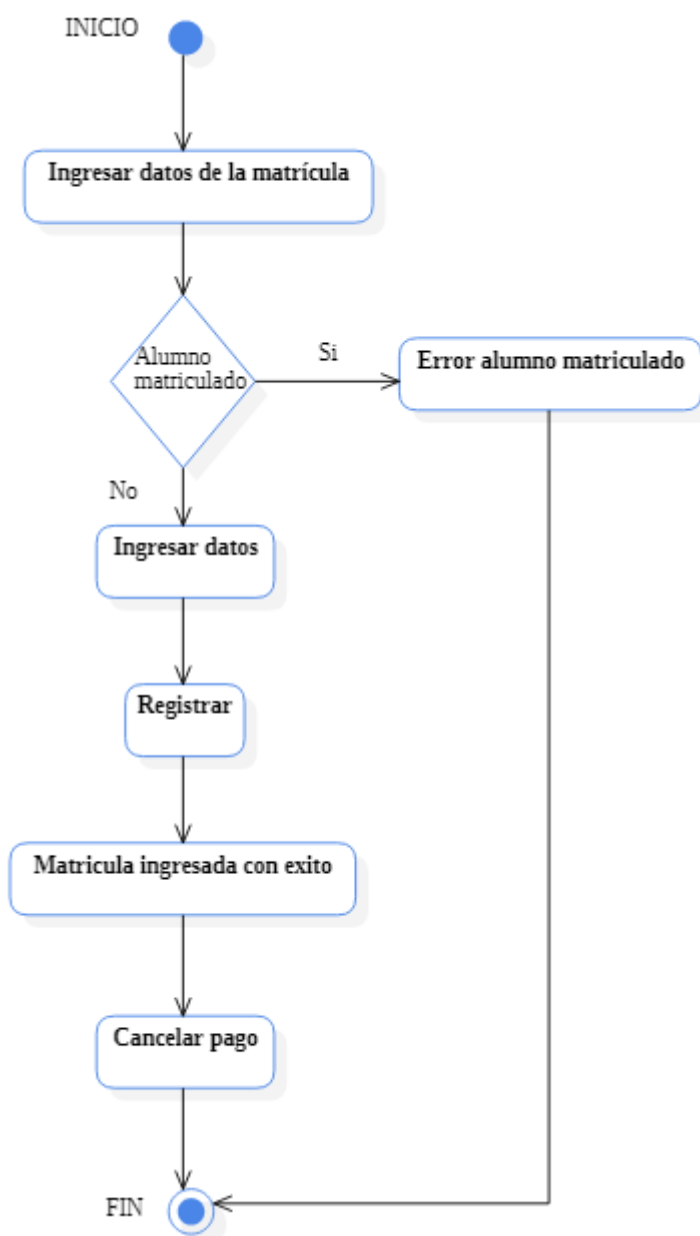 INICIO
Ingresar datos de la matrícula
Alumno
matriculado
Si
Error alumno matriculado
No
Ingresar datos
Registrar
Matricula ingresada con exito
Cancelar pago
FIN